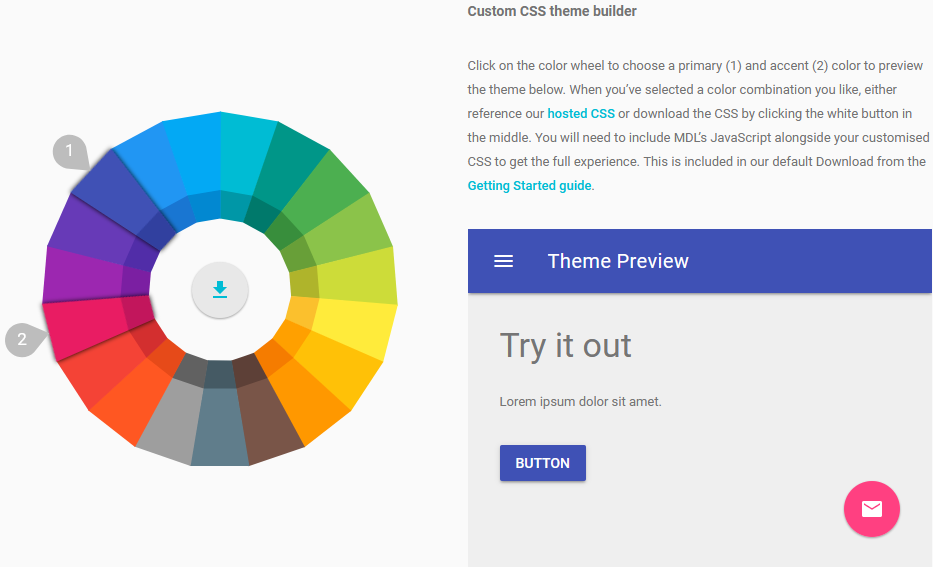 Custom CSS theme builder
Click on the color wheel to choose a primary (1) and accent (2) color to preview
the theme below. When you've selected a color combination you like, either
reference our hosted CSS or download the CSS by clicking the white button in
the middle. You will need to include MDL's JavaScript alongside your customised
CSS to get the full experience. This is included in our default Download from the
Getting Started guide.
1
2
Theme Preview
Try it out
Lorem ipsum dolor sit amet.
BUTTON